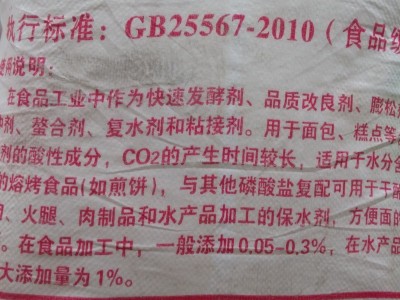 执行标准：GB25567-2010（食品级
使用说明：
在食品工业中作为快速发酵剂、品质改良剂、膨松剂
冲剂、螯合剂、复水剂和粘接剂。用于面包、糕点等
剂的酸性成分，CO2的产生时间较长，适用于水分含
的熔烤食品(如煎饼)，与其他磷酸盐复配可用于干酪
火腿、肉制品和水产品加工的保水剂，方便面的
。在食品加工中，一般添加0.05-0.3%，在水产品
大添加量为1%。